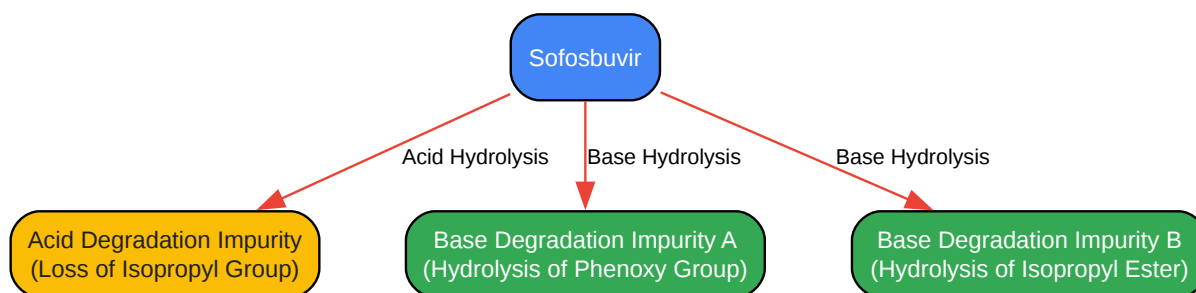 Sofosbuvir
Acid Hydrolysis
Base Hydrolysis
Base Hydrolysis
Acid Degradation Impurity
(Loss of Isopropyl Group)
Base Degradation Impurity A
(Hydrolysis of Phenoxy Group)
Base Degradation Impurity B
(Hydrolysis of Isopropyl Ester)